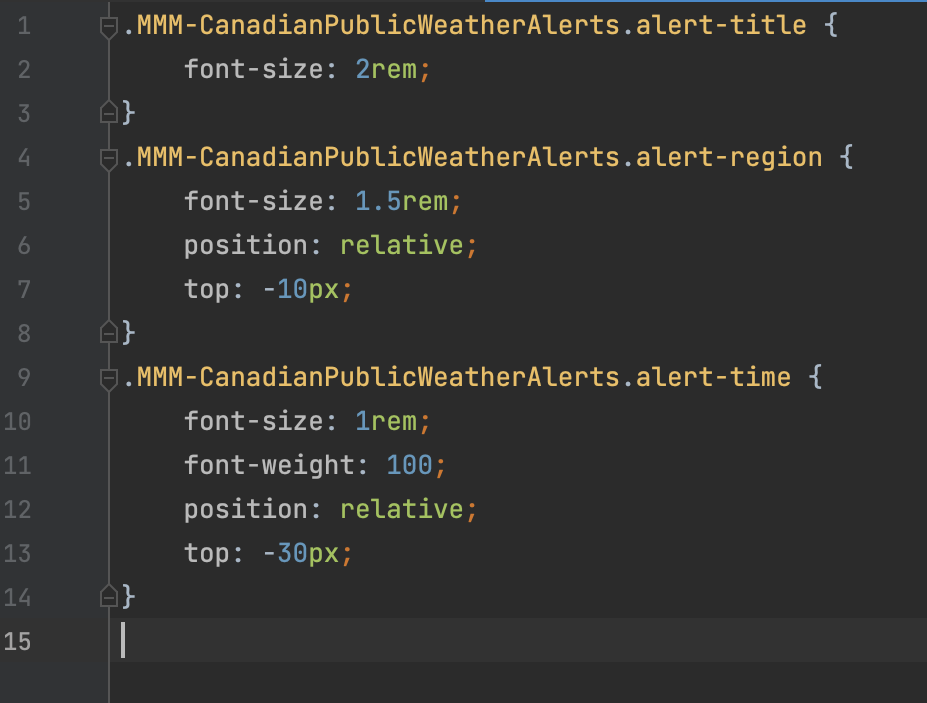 1 .MMM-CanadianPublicWeatherAlerts.alert-title {
2     font-size: 2rem;
3 }
4 .MMM-CanadianPublicWeatherAlerts.alert-region {
5     font-size: 1.5rem;
6     position: relative;
7     top: -10px;
8 }
9 .MMM-CanadianPublicWeatherAlerts.alert-time {
10     font-size: 1rem;
11     font-weight: 100;
12     position: relative;
13     top: -30px;
14 }
15